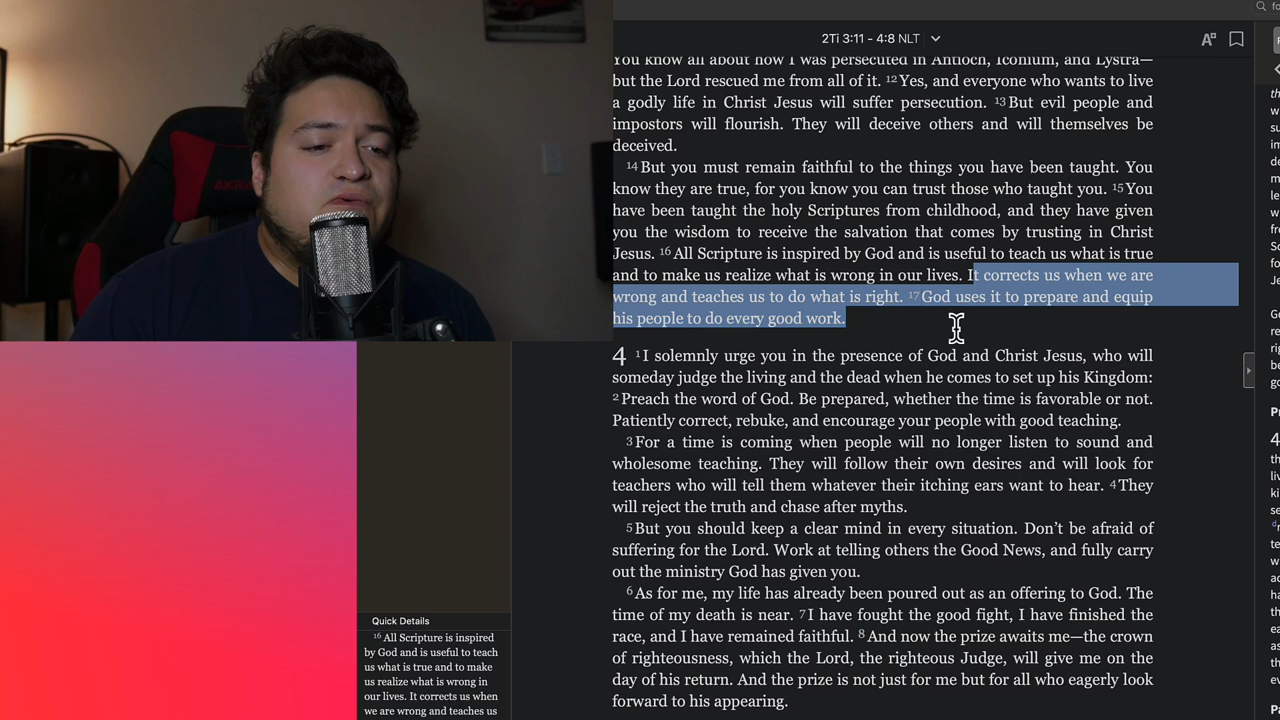 2Ti 3:11 - 4:8 NLT
You know all about how I was persecuted in Antioch, Iconium, and Lystra—
but the Lord rescued me from all of it. 12 Yes, and everyone who wants to live
a godly life in Christ Jesus will suffer persecution. 13 But evil people and
impostors will flourish. They will deceive others and will themselves be
deceived.
14 But you must remain faithful to the things you have been taught. You
know they are true, for you know you can trust those who taught you. 15 You
have been taught the holy Scriptures from childhood, and they have given
you the wisdom to receive the salvation that comes by trusting in Christ
Jesus. 16 All Scripture is inspired by God and is useful to teach us what is true
and to make us realize what is wrong in our lives. It corrects us when we are
wrong and teaches us to do what is right. 17 God uses it to prepare and equip
his people to do every good work.
4 1 I solemnly urge you in the presence of God and Christ Jesus, who will
someday judge the living and the dead when he comes to set up his Kingdom:
2 Preach the word of God. Be prepared, whether the time is favorable or not.
Patiently correct, rebuke, and encourage your people with good teaching.
3 For a time is coming when people will no longer listen to sound and
wholesome teaching. They will follow their own desires and will look for
teachers who will tell them whatever their itching ears want to hear. 4 They
will reject the truth and chase after myths.
5 But you should keep a clear mind in every situation. Don't be afraid of
suffering for the Lord. Work at telling others the Good News, and fully carry
out the ministry God has given you.
6 As for me, my life has already been poured out as an offering to God. The
time of my death is near. 7 I have fought the good fight, I have finished the
race, and I have remained faithful. 8 And now the prize awaits me—the crown
of righteousness, which the Lord, the righteous Judge, will give me on the
day of his return. And the prize is not just for me but for all who eagerly look
forward to his appearing.
Quick Details
16 All Scripture is inspired
by God and is useful to teach
us what is true and to make
us realize what is wrong in
our lives. It corrects us when
we are wrong and teaches us